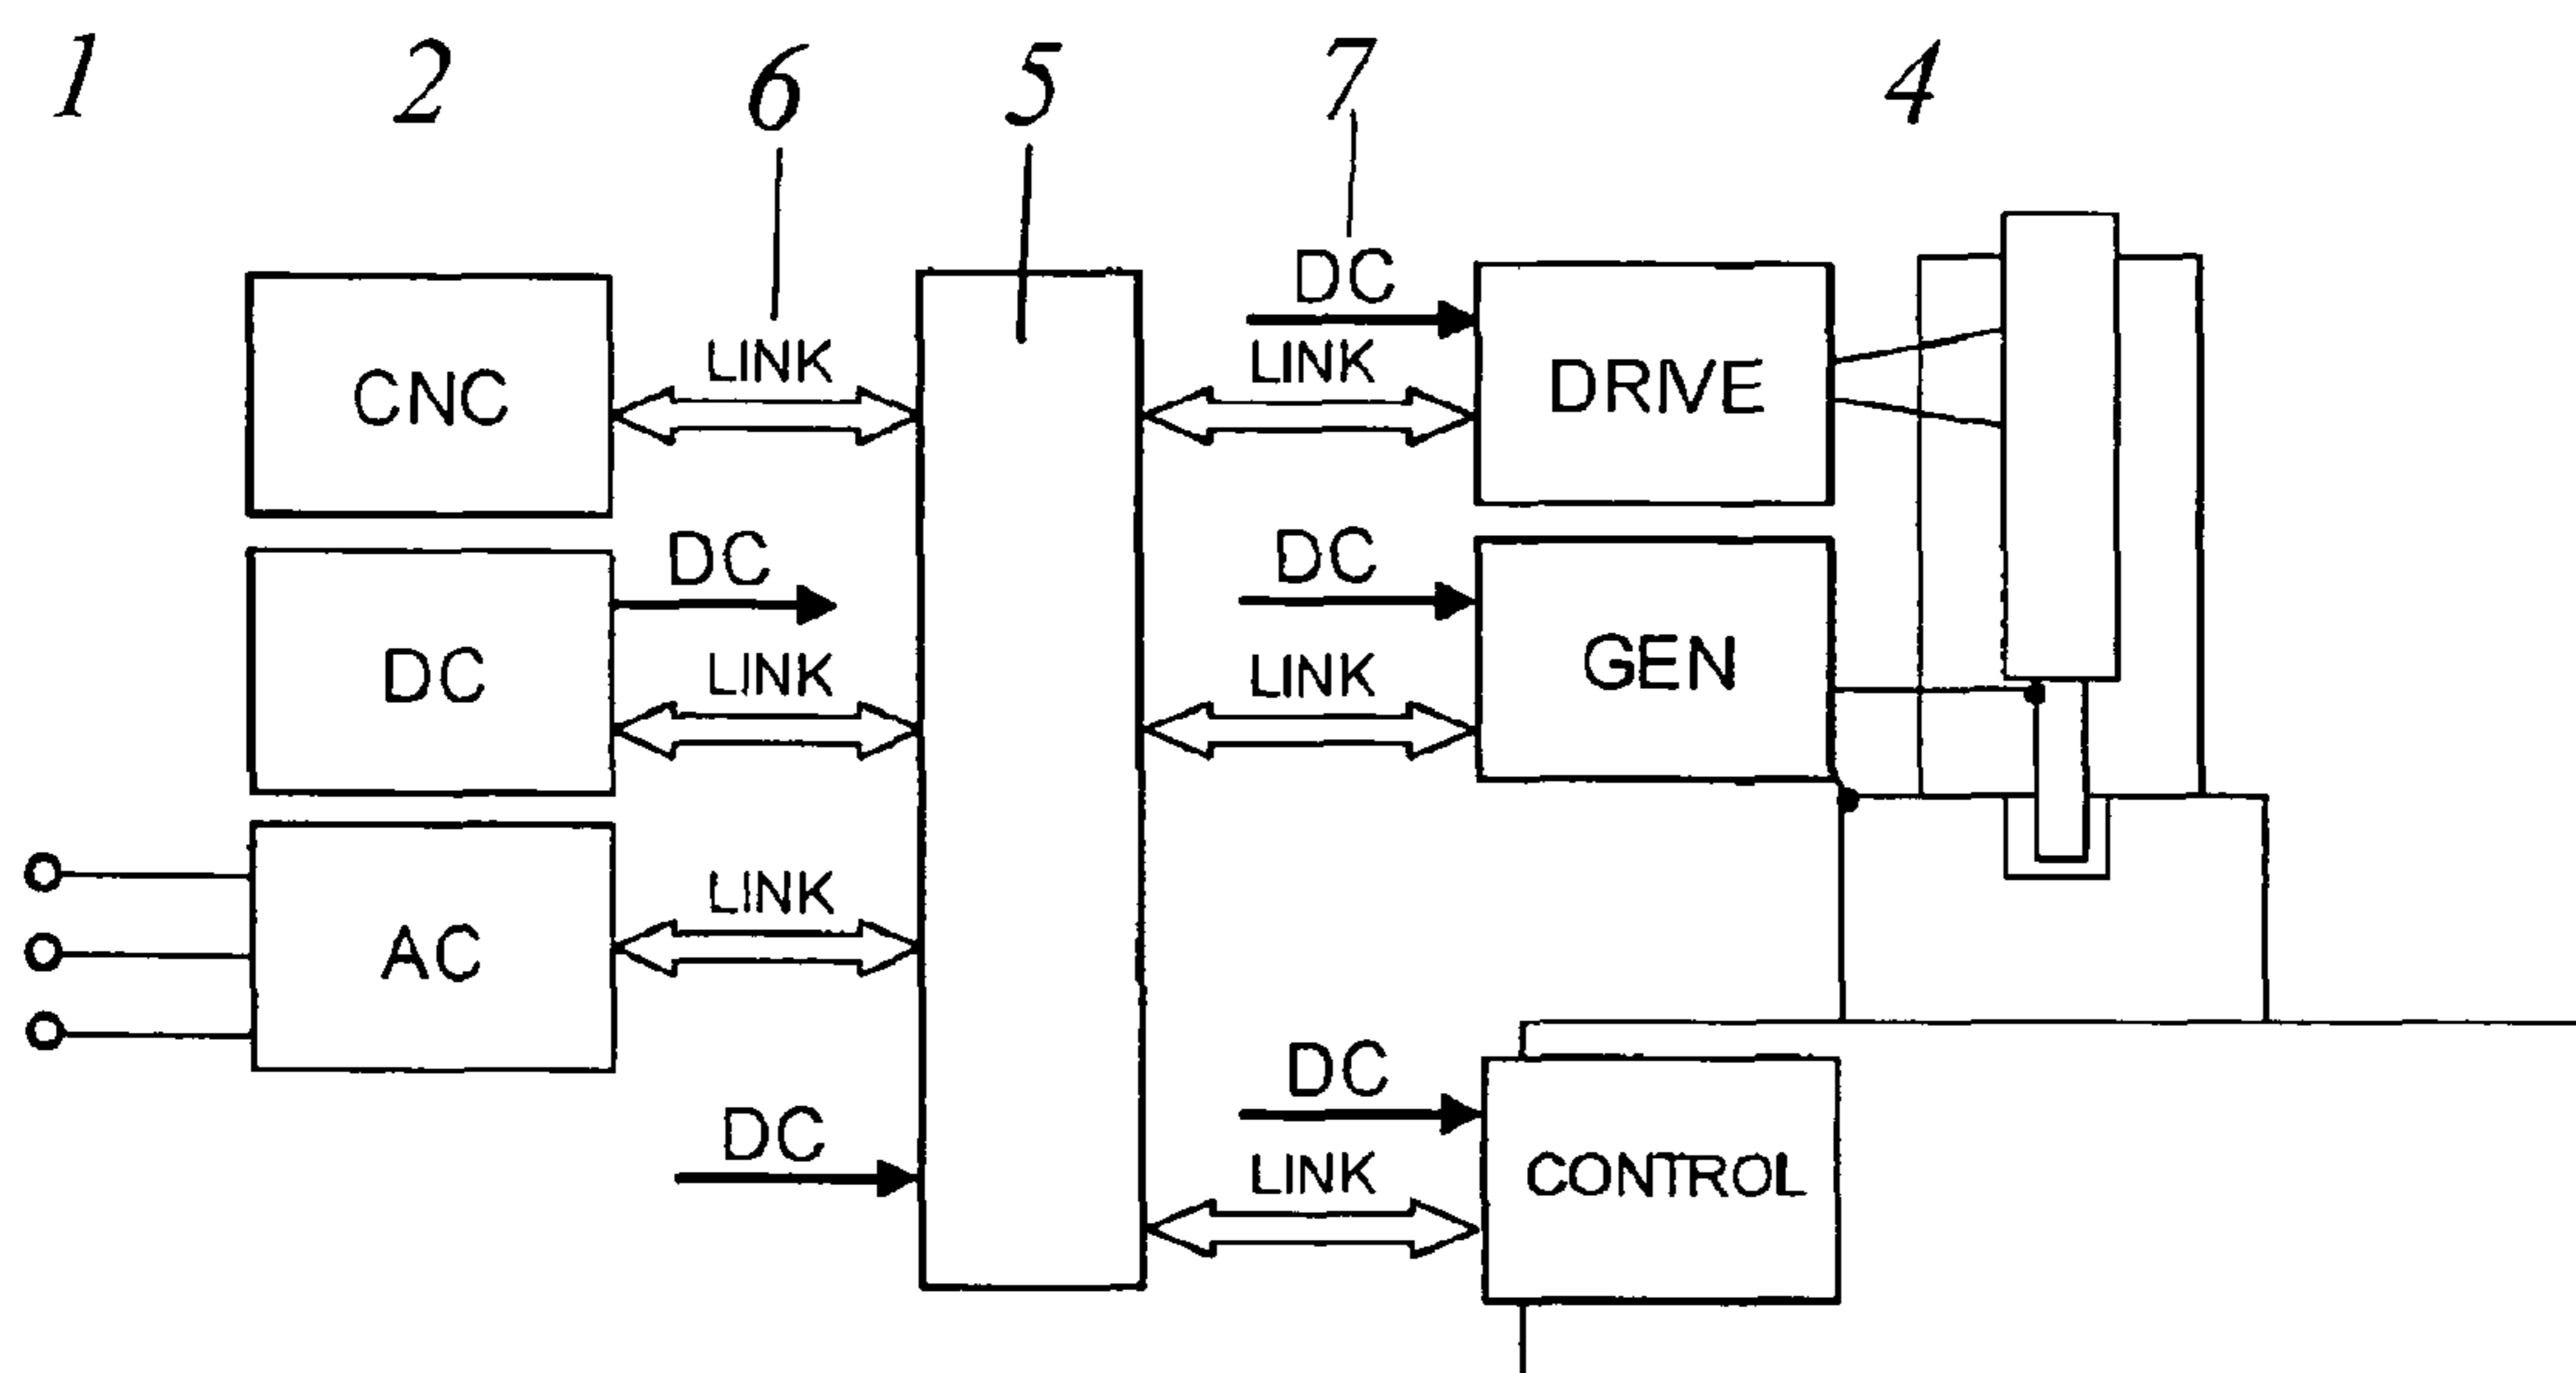 1 2 6 5 7 4
DC
LINK LINK
CNC DRIVE
DC DC
LINK LINK
DC GEN
LINK
AC
DC
DC
LINK
CONTROL